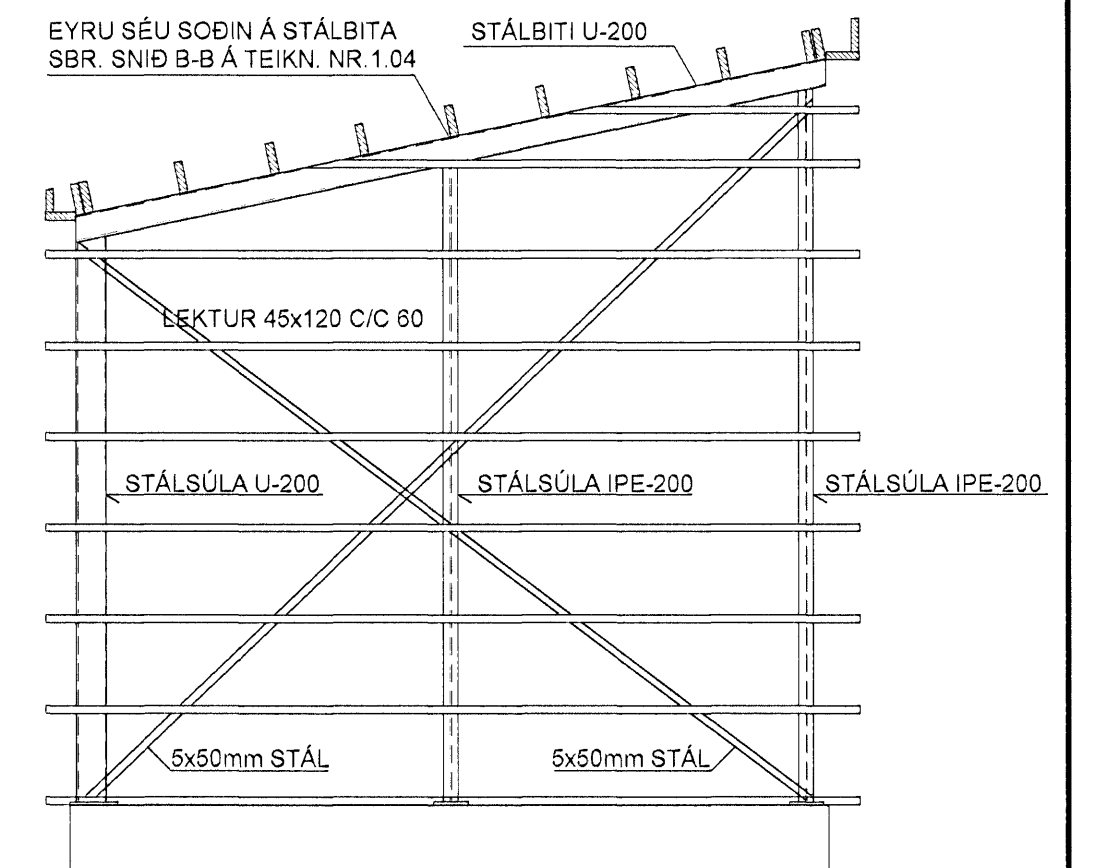 EYRU SÉU SOÐIN Á STÁLBITA
SBR. SNIÐ B-B Á TEIKN. NR.1.04
STÁLBITI U-200
LEKTUR 45x120 C/C 60
STÁLSÚLA U-200
STÁLSÚLA IPE-200
STÁLSÚLA IPE-200
5x50mm STÁL
5x50mm STÁL